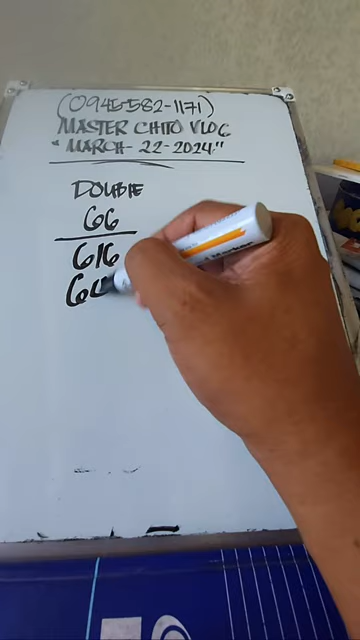 (0945-582-1171)
MASTER CHITO VLOG
"MARCH-22-2024"
DOUBLE
66
616